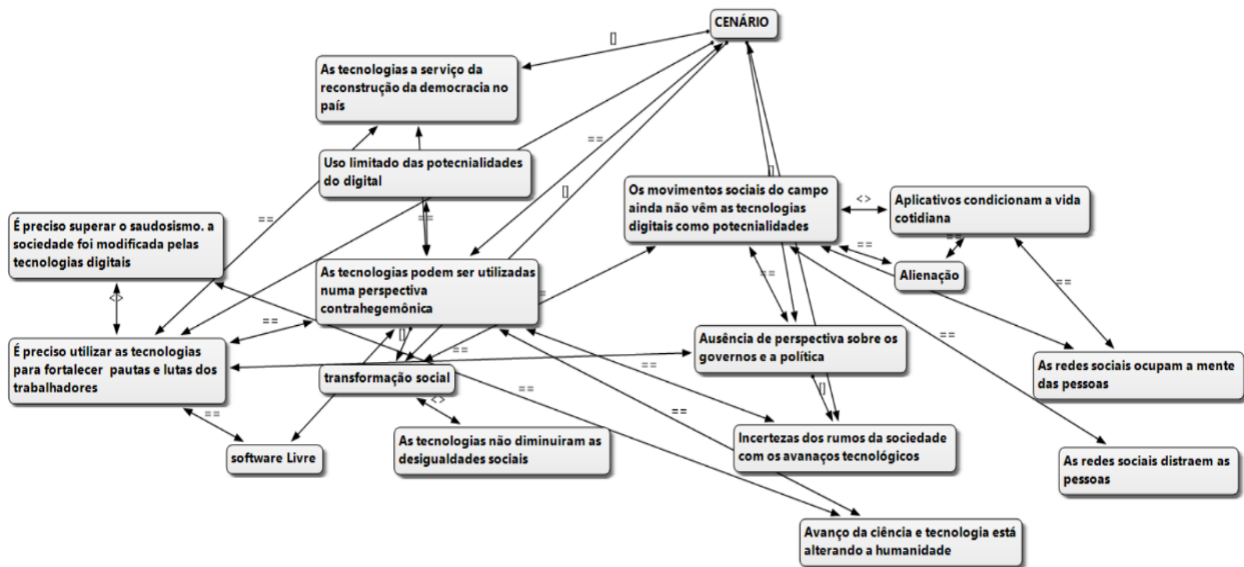 CENÁRIO
[]
As tecnologias a serviço da
reconstrução da democracia no
país
==
Uso limitado das potecnialidades
do digital
[]
[]
Os movimentos sociais do campo
ainda não vêm as tecnologias
digitais como potecnialidades
<>
Aplicativos condicionam a vida
cotidiana
É preciso superar o saudosismo. a
sociedade foi modificada pelas
tecnologias digitais
==
==
==
==
Alienação
As tecnologias podem ser utilizadas
numa perspectiva
contrahegemônica
==
==
=
<>
==
[]
Ausência de perspectiva sobre os
governos e a política
==
É preciso utilizar as tecnologias
para fortalecer pautas e lutas dos
trabalhadores
==
As redes sociais ocupam a mente
das pessoas
transformação social
==
==
[]
<>
==
==
software Livre
As tecnologias não diminuiram as
desigualdades sociais
Incertezas dos rumos da sociedade
com os avanaços tecnológicos
As redes sociais distraem as
pessoas
Avanço da ciência e tecnologia está
alterando a humanidade